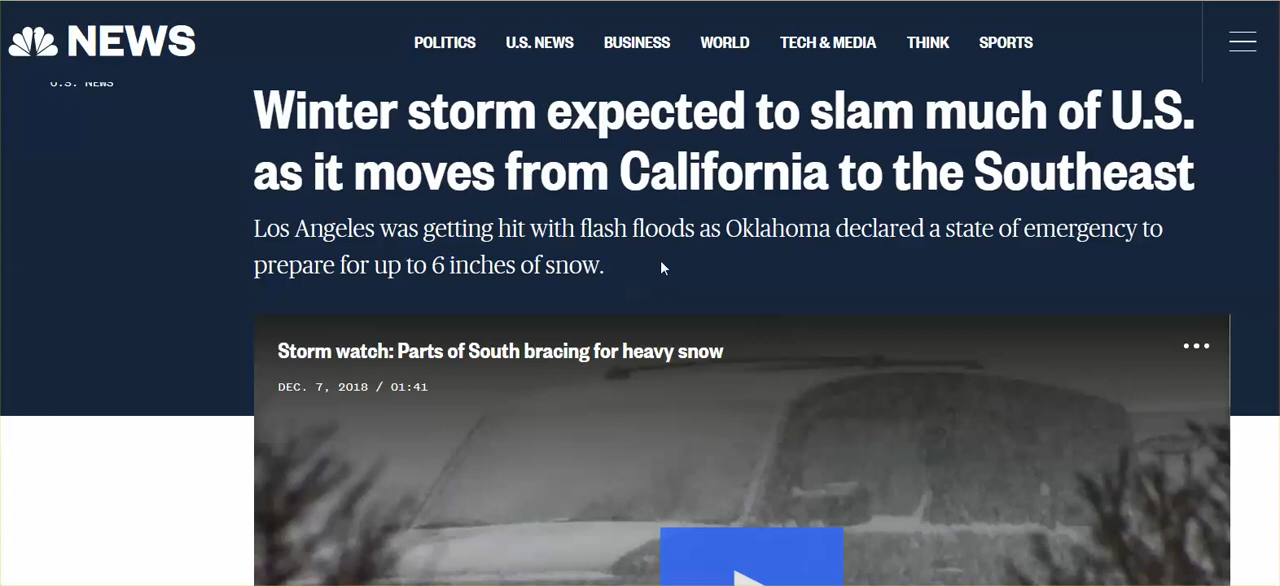 NEWS
POLITICS U.S. NEWS BUSINESS WORLD TECH & MEDIA THINK SPORTS
U.S. NEWS
Winter storm expected to slam much of U.S.
as it moves from California to the Southeast
Los Angeles was getting hit with flash floods as Oklahoma declared a state of emergency to
prepare for up to 6 inches of snow.
Storm watch: Parts of South bracing for heavy snow
DEC. 7, 2018 / 01:41